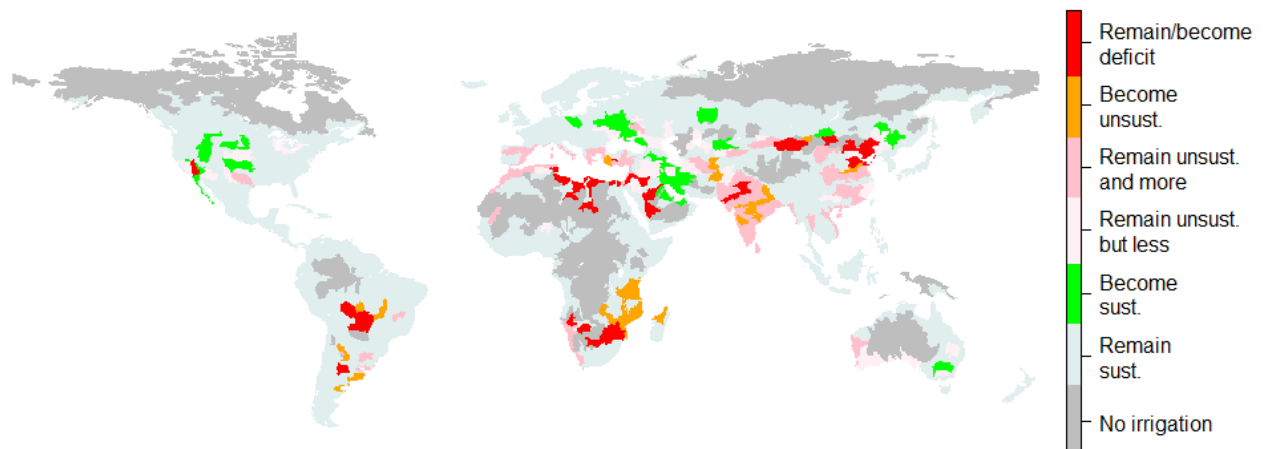 Remain/become
deficit
Become
unsust.
Remain unsust.
and more
Remain unsust.
but less
Become
sust.
Remain
sust.
No irrigation